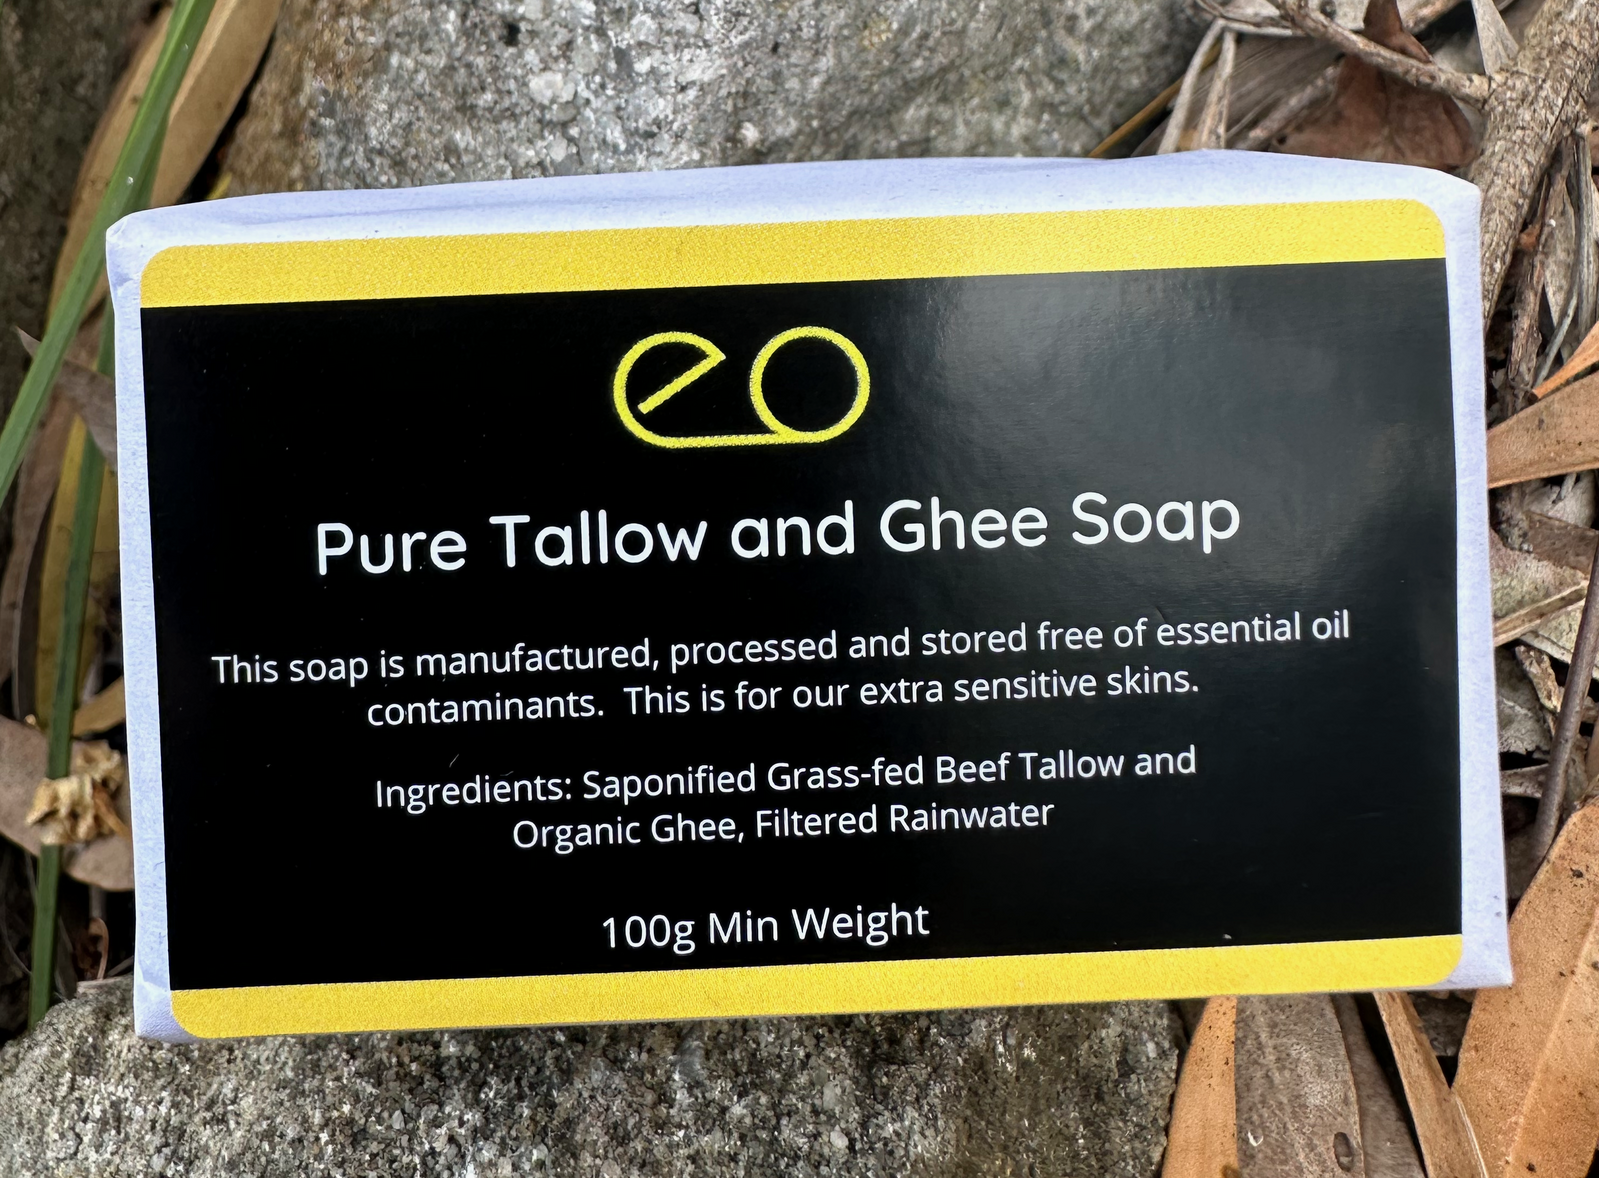 eo
Pure Tallow and Ghee Soap
This soap is manufactured, processed and stored free of essential oil
contaminants.  This is for our extra sensitive skins.
Ingredients: Saponified Grass-fed Beef Tallow and
Organic Ghee, Filtered Rainwater
100g Min Weight